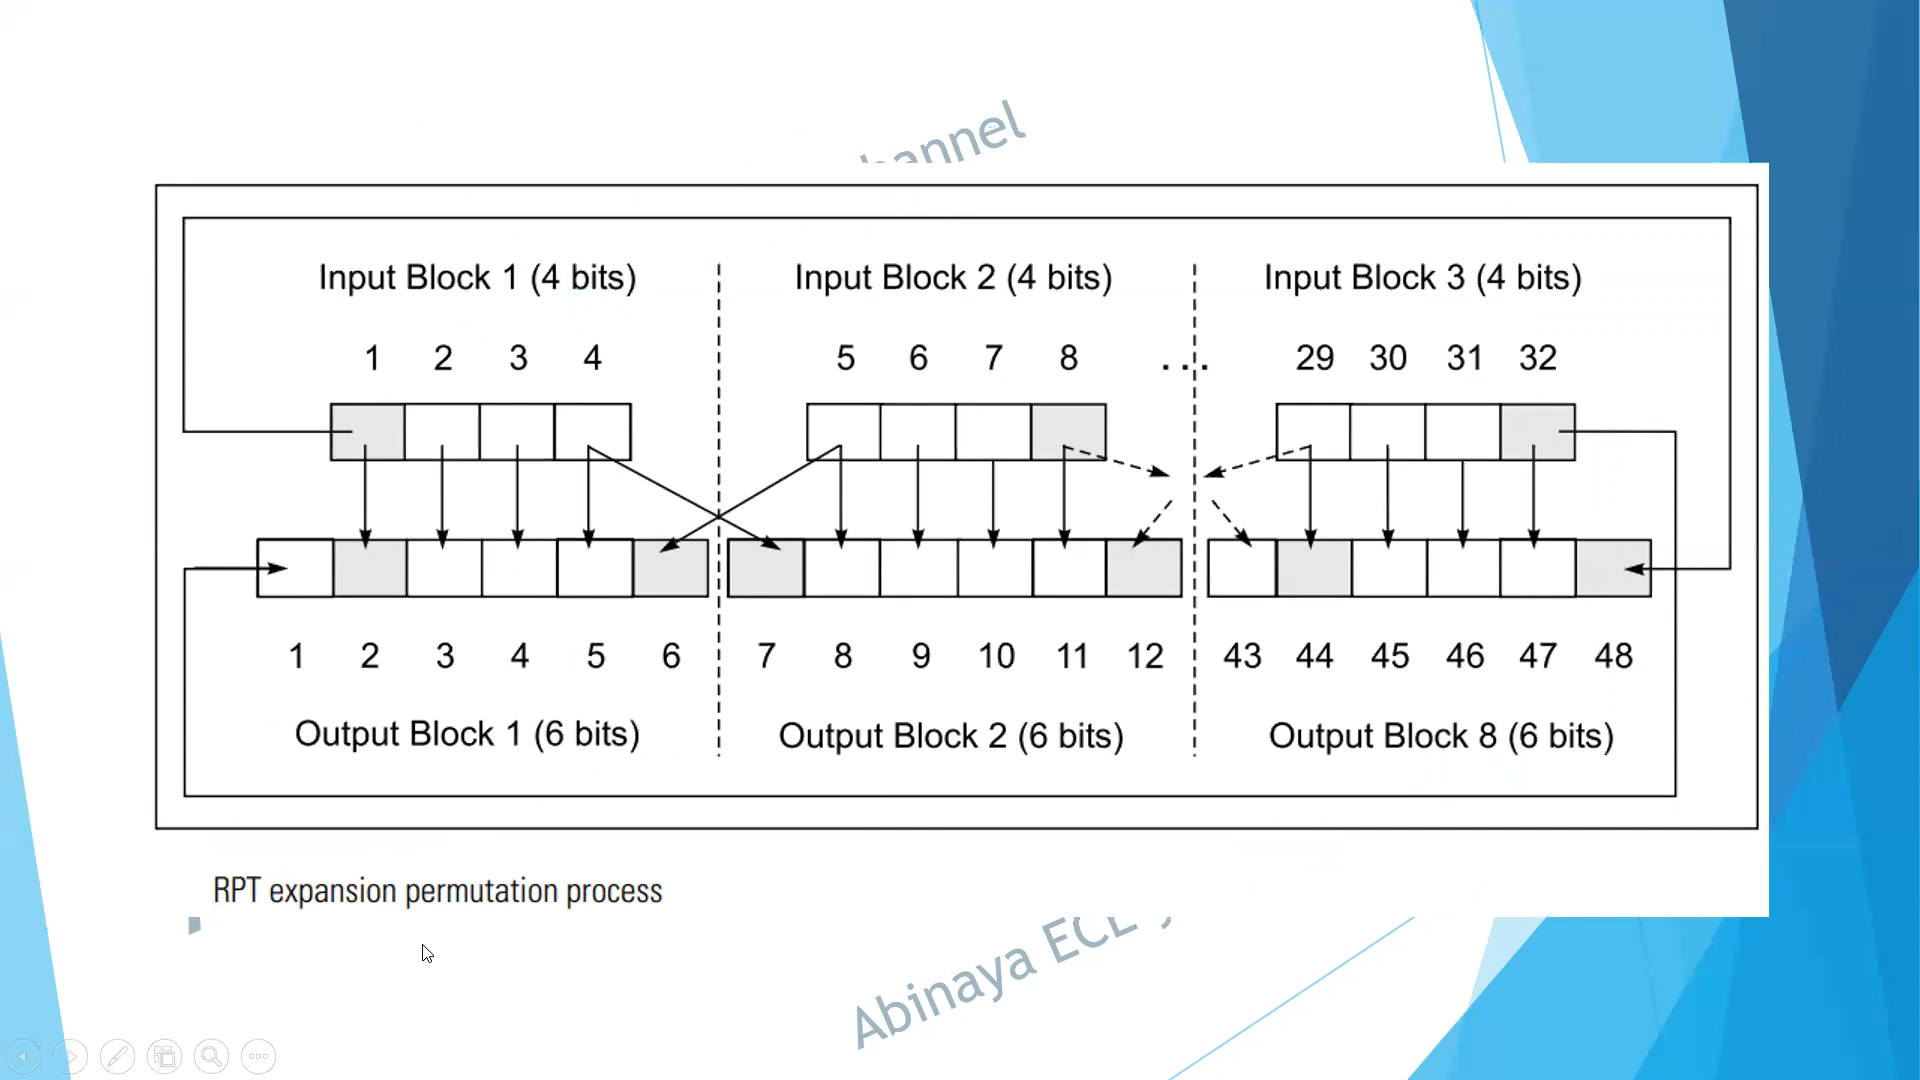 Input Block 1 (4 bits) Input Block 2 (4 bits) Input Block 3 (4 bits)
1 2 3 4 5 6 7 8 ... 29 30 31 32
1 2 3 4 5 6 7 8 9 10 11 12 43 44 45 46 47 48
Output Block 1 (6 bits) Output Block 2 (6 bits) Output Block 8 (6 bits)
RPT expansion permutation process
Abinaya ECE